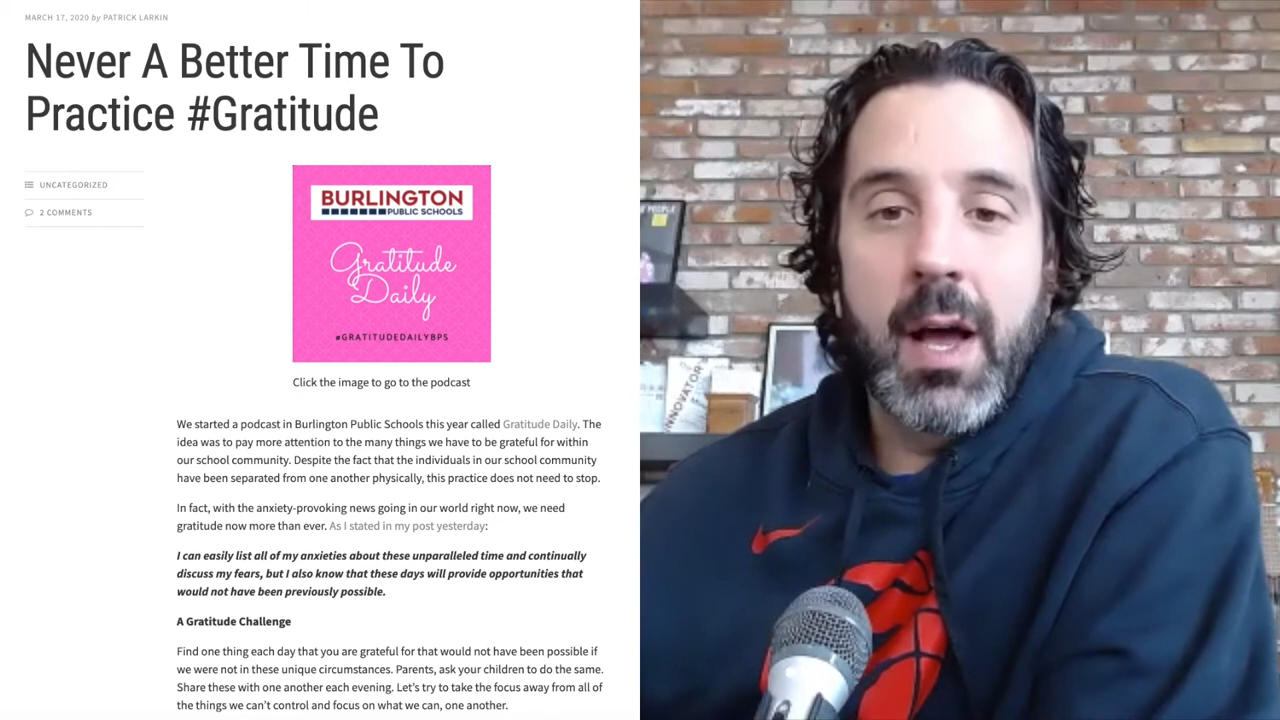 MARCH 17, 2020 by PATRICK LARKIN
Never A Better Time To
Practice #Gratitude
UNCATEGORIZED
2 COMMENTS
BURLINGTON
PUBLIC SCHOOLS
Gratitude
Daily
#GRATITUDEDAILYBPS
Click the image to go to the podcast
We started a podcast in Burlington Public Schools this year called Gratitude Daily. The
idea was to pay more attention to the many things we have to be grateful for within
our school community. Despite the fact that the individuals in our school community
have been separated from one another physically, this practice does not need to stop.
In fact, with the anxiety-provoking news going in our world right now, we need
gratitude now more than ever. As I stated in my post yesterday:
I can easily list all of my anxieties about these unparalleled time and continually
discuss my fears, but I also know that these days will provide opportunities that
would not have been previously possible.
A Gratitude Challenge
Find one thing each day that you are grateful for that would not have been possible if
we were not in these unique circumstances. Parents, ask your children to do the same.
Share these with one another each evening. Let's try to take the focus away from all of
the things we can't control and focus on what we can, one another.
PEOPLE
INNOVATOR